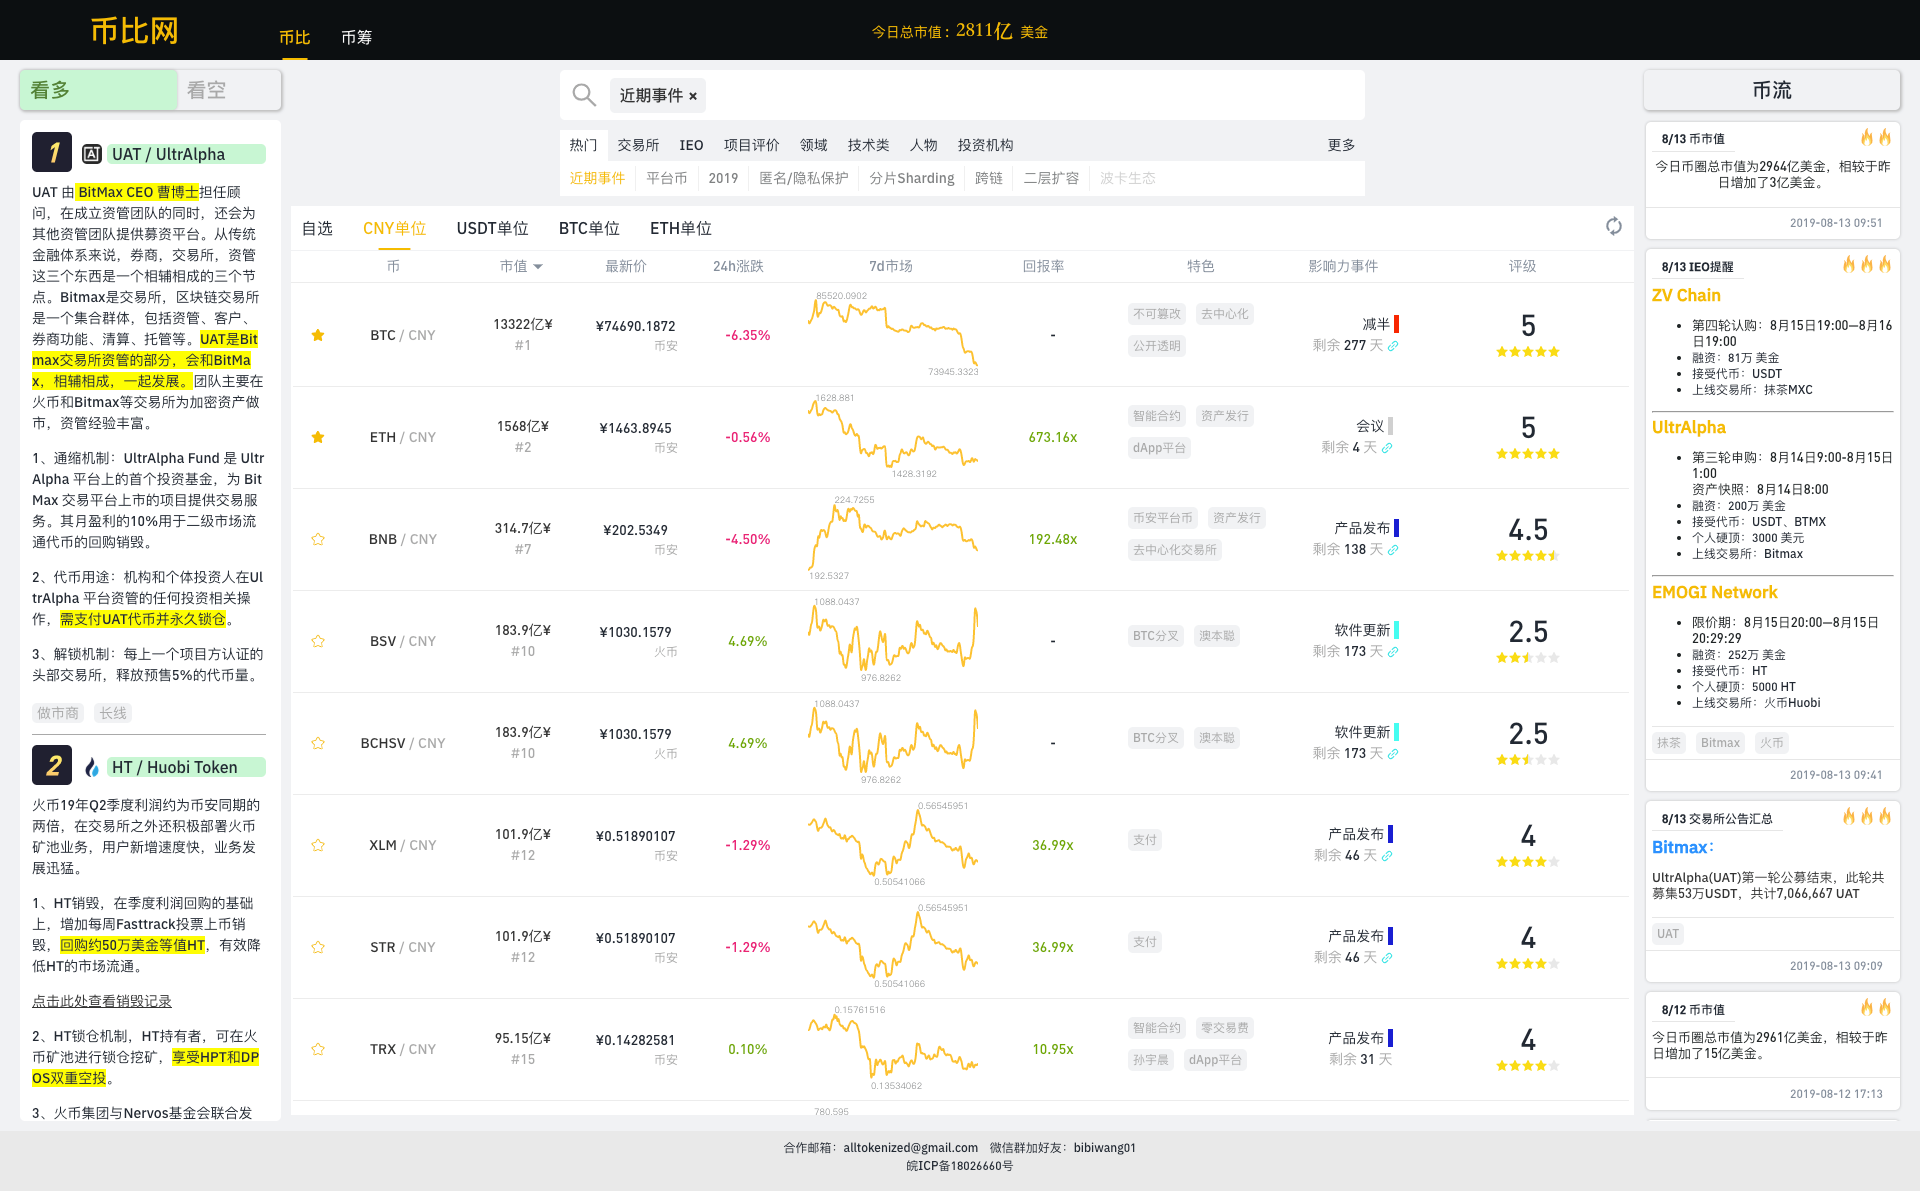 币比网
币比
币筹
今日总市值： 2811亿 美金
看多
看空
1 UAT / UltrAlpha
UAT 由 BitMax CEO 曹博士担任顾
问，在成立资管团队的同时，还会为
其他资管团队提供募资平台。从传统
金融体系来说，券商，交易所，资管
这三个东西是一个相辅相成的三个节
点。Bitmax是交易所，区块链交易所
是一个集合群体，包括资管、客户、
券商功能、清算、托管等。UAT是Bit
max交易所资管的部分，会和BitMa
x，相辅相成，一起发展。团队主要在
火币和Bitmax等交易所为加密资产做
市，资管经验丰富。
1、通缩机制：UltrAlpha Fund 是 Ultr
Alpha 平台上的首个投资基金，为 Bit
Max 交易平台上市的项目提供交易服
务。其月盈利的10%用于二级市场流
通代币的回购销毁。
2、代币用途：机构和个体投资人在Ul
trAlpha 平台资管的任何投资相关操
作，需支付UAT代币并永久锁仓。
3、解锁机制：每上一个项目方认证的
头部交易所，释放预售5%的代币量。
做市商 长线
2 HT / Huobi Token
火币19年Q2季度利润约为币安同期的
两倍，在交易所之外还积极部署火币
矿池业务，用户新增速度快，业务发
展迅猛。
1、HT销毁，在季度利润回购的基础
上，增加每周Fasttrack投票上币销
毁，回购约50万美金等值HT，有效降
低HT的市场流通。
点击此处查看销毁记录
2、HT锁仓机制，HT持有者，可在火
币矿池进行锁仓挖矿，享受HPT和DP
OS双重空投。
3、火币集团与Nervos基金会联合发
近期事件 ×
热门 交易所 IEO 项目评价 领域 技术类 人物 投资机构 更多
近期事件 平台币 2019 匿名/隐私保护 分片Sharding 跨链 二层扩容 波卡生态
自选 CNY单位 USDT单位 BTC单位 ETH单位
币 市值 最新价 24h涨跌 7d市场 回报率 特色 影响力事件 评级
BTC / CNY 13322亿¥ #1 ¥74690.1872 币安 -6.35% 85520.0902 73945.3323 - 不可篡改 去中心化 公开透明 减半 剩余 277 天 5
ETH / CNY 1568亿¥ #2 ¥1463.8945 币安 -0.56% 1628.881 1428.3192 673.16x 智能合约 资产发行 dApp平台 会议 剩余 4 天 5
BNB / CNY 314.7亿¥ #7 ¥202.5349 币安 -4.50% 224.7255 192.5327 192.48x 币安平台币 资产发行 去中心化交易所 产品发布 剩余 138 天 4.5
BSV / CNY 183.9亿¥ #10 ¥1030.1579 火币 4.69% 1088.0437 976.8262 - BTC分叉 澳本聪 软件更新 剩余 173 天 2.5
BCHSV / CNY 183.9亿¥ #10 ¥1030.1579 火币 4.69% 1088.0437 976.8262 - BTC分叉 澳本聪 软件更新 剩余 173 天 2.5
XLM / CNY 101.9亿¥ #12 ¥0.51890107 币安 -1.29% 0.56545951 0.50541066 36.99x 支付 产品发布 剩余 46 天 4
STR / CNY 101.9亿¥ #12 ¥0.51890107 币安 -1.29% 0.56545951 0.50541066 36.99x 支付 产品发布 剩余 46 天 4
TRX / CNY 95.15亿¥ #15 ¥0.14282581 币安 0.10% 0.15761516 0.13534062 10.95x 智能合约 零交易费 孙宇晨 dApp平台 产品发布 剩余 31 天 4
780.595
币流
8/13 币市值
今日币圈总市值为2964亿美金，相较于昨
日增加了3亿美金。
2019-08-13 09:51
8/13 IEO提醒
ZV Chain
• 第四轮认购：8月15日19:00—8月16
日19:00
• 融资：81万 美金
• 接受代币：USDT
• 上线交易所：抹茶MXC
UltrAlpha
• 第三轮申购：8月14日9:00-8月15日
1:00
资产快照：8月14日8:00
• 融资：200万 美金
• 接受代币：USDT、BTMX
• 个人硬顶：3000 美元
• 上线交易所：Bitmax
EMOGI Network
• 限价期：8月15日20:00—8月15日
20:29:29
• 融资：252万 美金
• 接受代币：HT
• 个人硬顶：5000 HT
• 上线交易所：火币Huobi
抹茶 Bitmax 火币
2019-08-13 09:41
8/13 交易所公告汇总
Bitmax：
UltrAlpha(UAT)第一轮公募结束，此轮共
募集53万USDT，共计7,066,667 UAT
UAT
2019-08-13 09:09
8/12 币市值
今日币圈总市值为2961亿美金，相较于昨
日增加了15亿美金。
2019-08-12 17:13
合作邮箱：alltokenized@gmail.com 微信群加好友：bibiwang01
皖ICP备18026660号